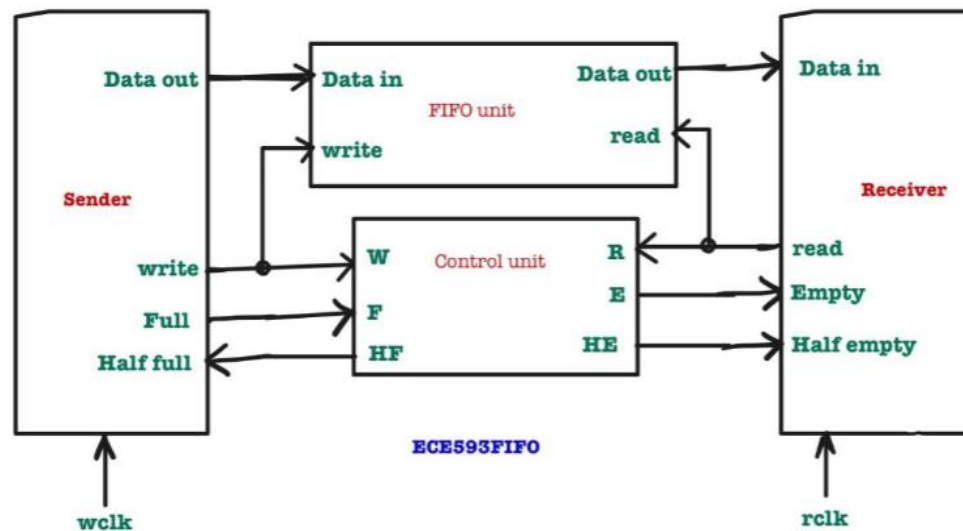 Data out
Sender
write
Full
Half full
wclk
Data in
FIFO unit
Data out
write
read
W
Control unit
R
F
E
HF
HE
ECE593FIFO
Data in
Receiver
read
Empty
Half empty
rclk